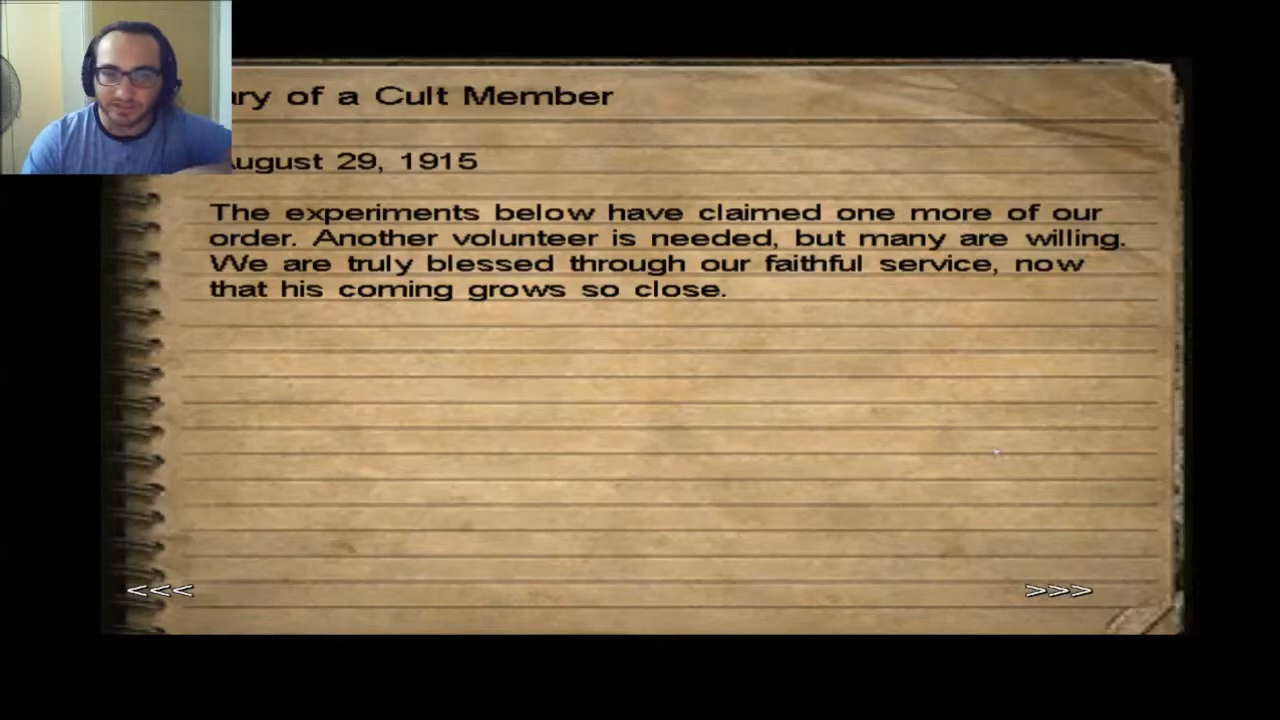 ary of a Cult Member
August 29, 1915
The experiments below have claimed one more of our
order. Another volunteer is needed, but many are willing.
We are truly blessed through our faithful service, now
that his coming grows so close.
<<< >>>